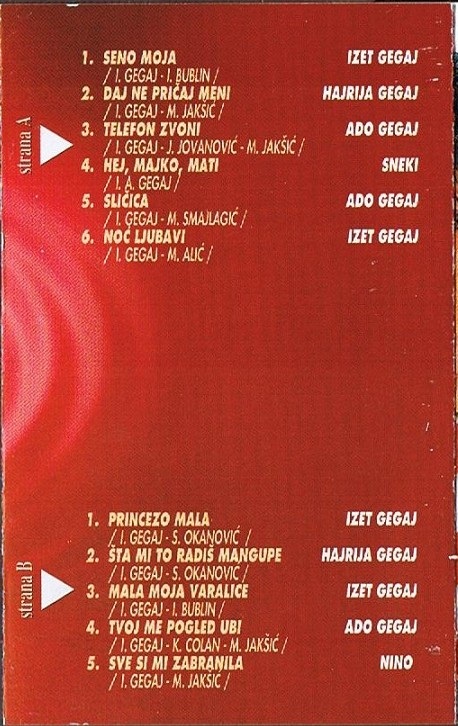 strana A
1. SENO MOJA IZET GEGAJ
/ I. GEGAJ - I. BUBLIN /
2. DAJ NE PRIČAJ MENI HAJRIJA GEGAJ
/ I. GEGAJ - M. JAKŠIĆ /
3. TELEFON ZVONI ADO GEGAJ
/ I. GEGAJ - J. JOVANOVIĆ - M. JAKŠIĆ /
4. HEJ, MAJKO, MATI SNEKI
/ I. A. GEGAJ /
5. SLIČICA ADO GEGAJ
/ I. GEGAJ - M. SMAJLAGIĆ /
6. NOĆ LJUBAVI IZET GEGAJ
/ I. GEGAJ - M. ALIĆ /
strana B
1. PRINCEZO MALA IZET GEGAJ
/ I. GEGAJ - S. OKANOVIĆ /
2. ŠTA MI TO RADIŠ MANGUPE HAJRIJA GEGAJ
/ I. GEGAJ - S. OKANOVIĆ /
3. MALA MOJA VARALICE IZET GEGAJ
/ I. GEGAJ - I. BUBLIN /
4. TVOJ ME POGLED UBI ADO GEGAJ
/ I. GEGAJ - K. COLAN - M. JAKŠIĆ /
5. SVE SI MI ZABRANILA NINO
/ I. GEGAJ - M. JAKŠIĆ /